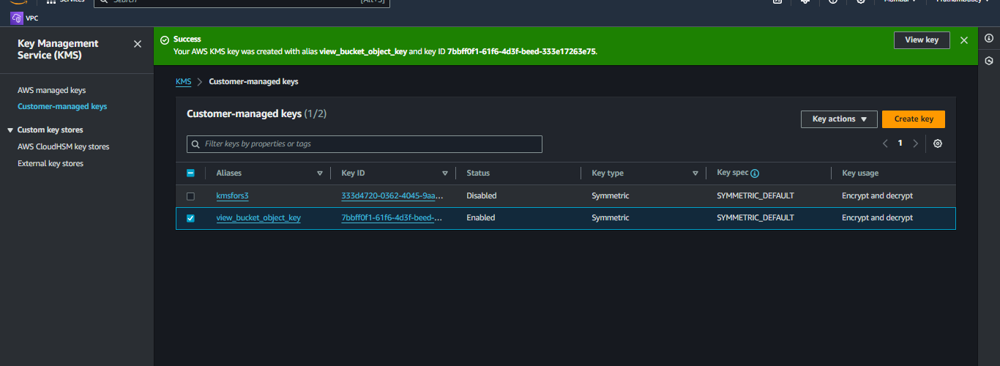 Services
Search
[Alt+S]
Mumbai
PrathamDubey
VPC
Key Management
Service (KMS)
AWS managed keys
Customer-managed keys
Custom key stores
AWS CloudHSM key stores
External key stores
Success
Your AWS KMS key was created with alias view_bucket_object_key and key ID 7bbff0f1-61f6-4d3f-beed-333e17263e75.
View key
KMS
Customer-managed keys
Customer-managed keys (1/2)
Key actions
Create key
Filter keys by properties or tags
1
Aliases Key ID Status Key type Key spec Key usage
kmsfors3 333d4720-0362-4045-9aa... Disabled Symmetric SYMMETRIC_DEFAULT Encrypt and decrypt
view_bucket_object_key 7bbff0f1-61f6-4d3f-beed-... Enabled Symmetric SYMMETRIC_DEFAULT Encrypt and decrypt